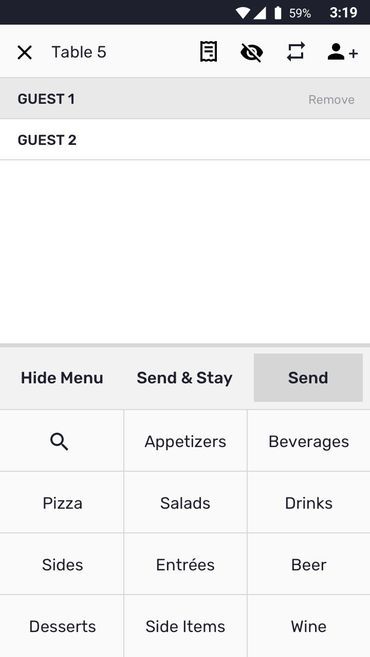 59% 3:19
Table 5
GUEST 1 Remove
GUEST 2
Hide Menu Send & Stay Send
Appetizers Beverages
Pizza Salads Drinks
Sides Entrées Beer
Desserts Side Items Wine